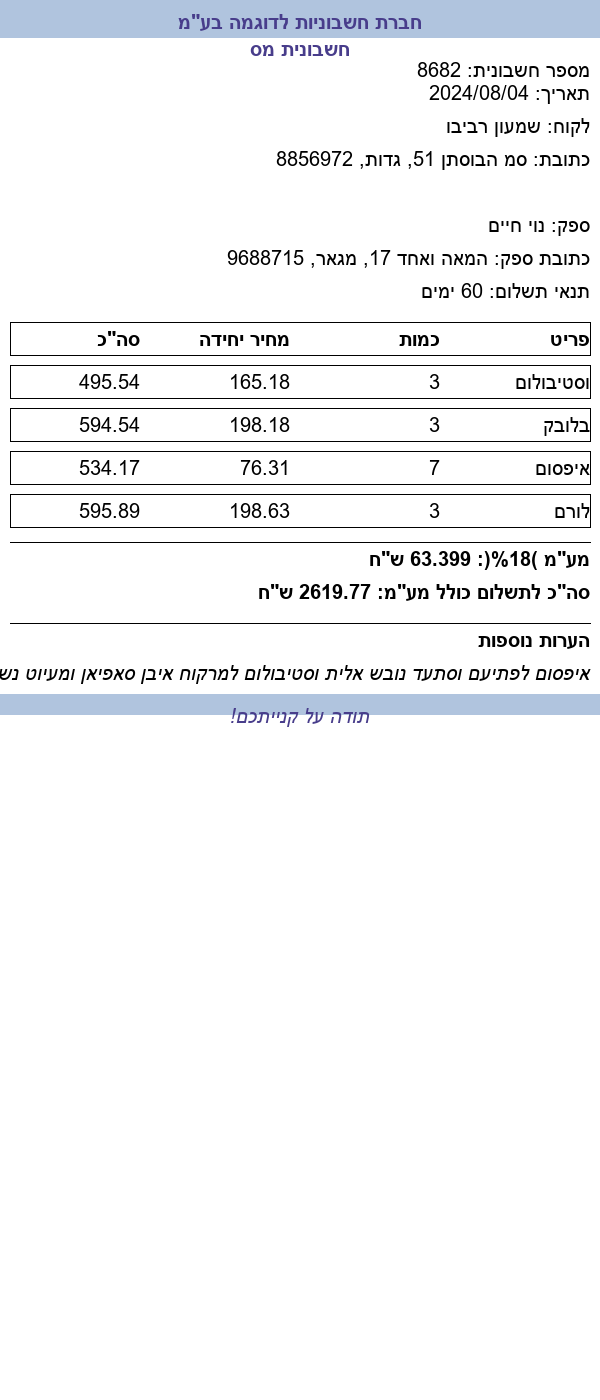 חברת חשבוניות לדוגמה בע"מ
חשבונית מס
מספר חשבונית: 8682
תאריך: 2024/08/04
לקוח: שמעון רביבו
כתובת: סמ הבוסתן 51, גדות, 8856972
ספק: נוי חיים
כתובת ספק: המאה ואחד 17, מגאר, 9688715
תנאי תשלום: 60 ימים
פריט כמות מחיר יחידה סה"כ
וסטיבולום 3 165.18 495.54
בלובק 3 198.18 594.54
איפסום 7 76.31 534.17
לורם 3 198.63 595.89
מע"מ )18%(: 63.399 ש"ח
סה"כ לתשלום כולל מע"מ: 2619.77 ש"ח
הערות נוספות
איפסום לפתיעם וסתעד נובש אלית וסטיבולום למרקוח איבן סאפיאן ומעיוט נש
תודה על קנייתכם!